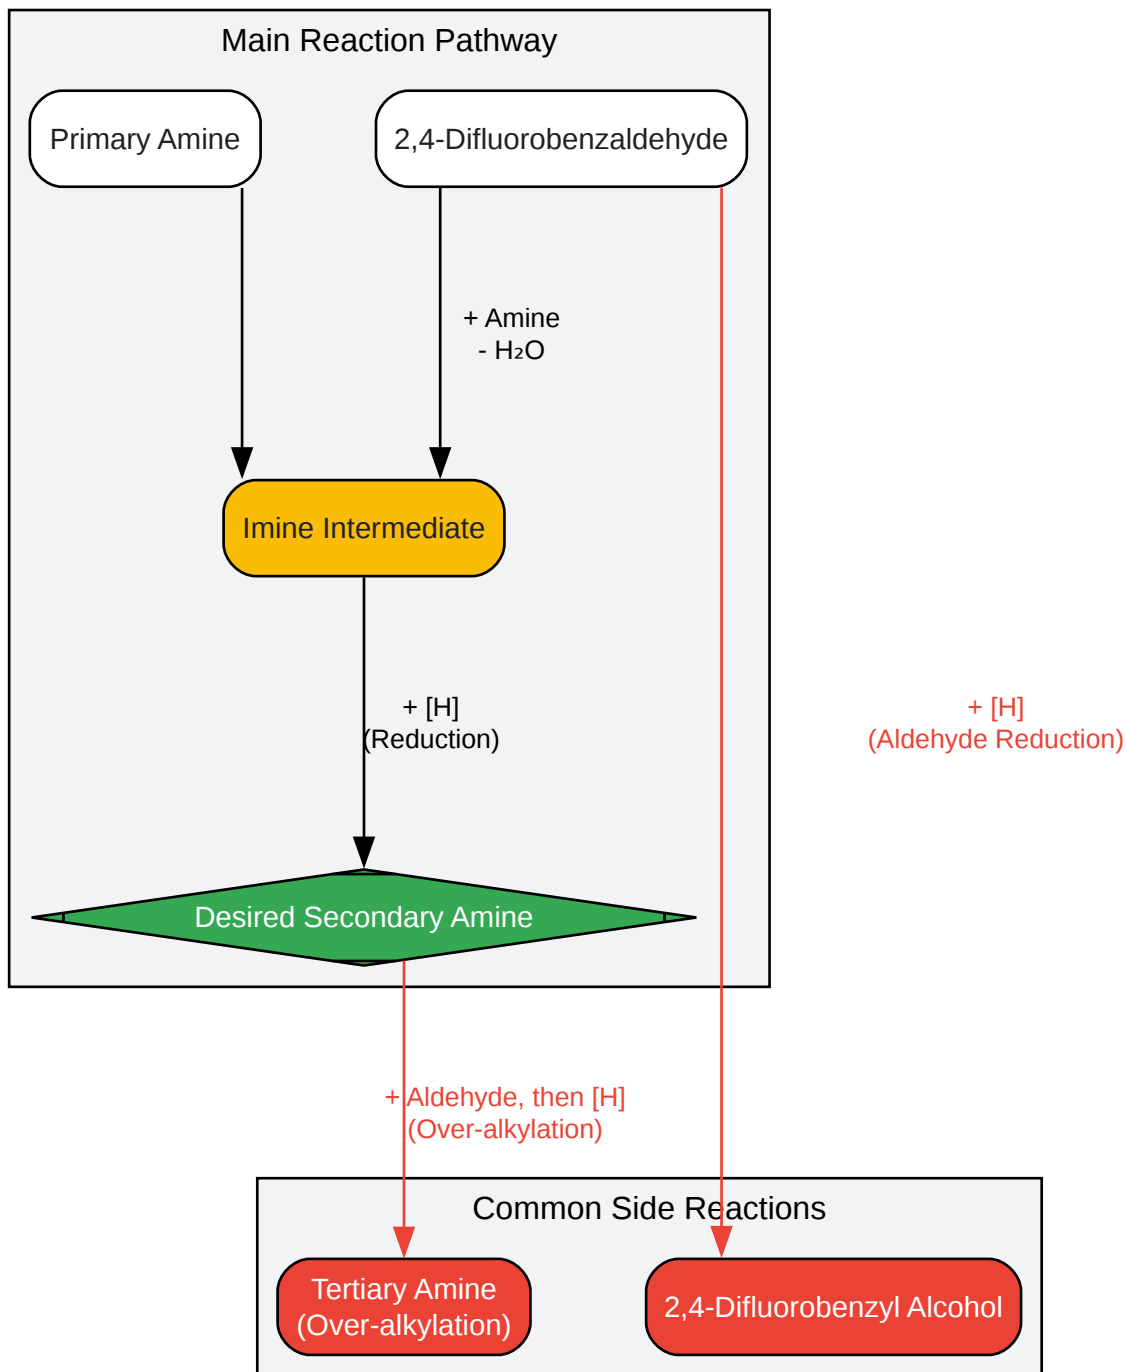 Main Reaction Pathway
Primary Amine
2,4-Difluorobenzaldehyde
+ Amine
- H₂O
Imine Intermediate
+ [H]
(Reduction)
+ [H]
(Aldehyde Reduction)
Desired Secondary Amine
+ Aldehyde, then [H]
(Over-alkylation)
Common Side Reactions
Tertiary Amine
(Over-alkylation)
2,4-Difluorobenzyl Alcohol